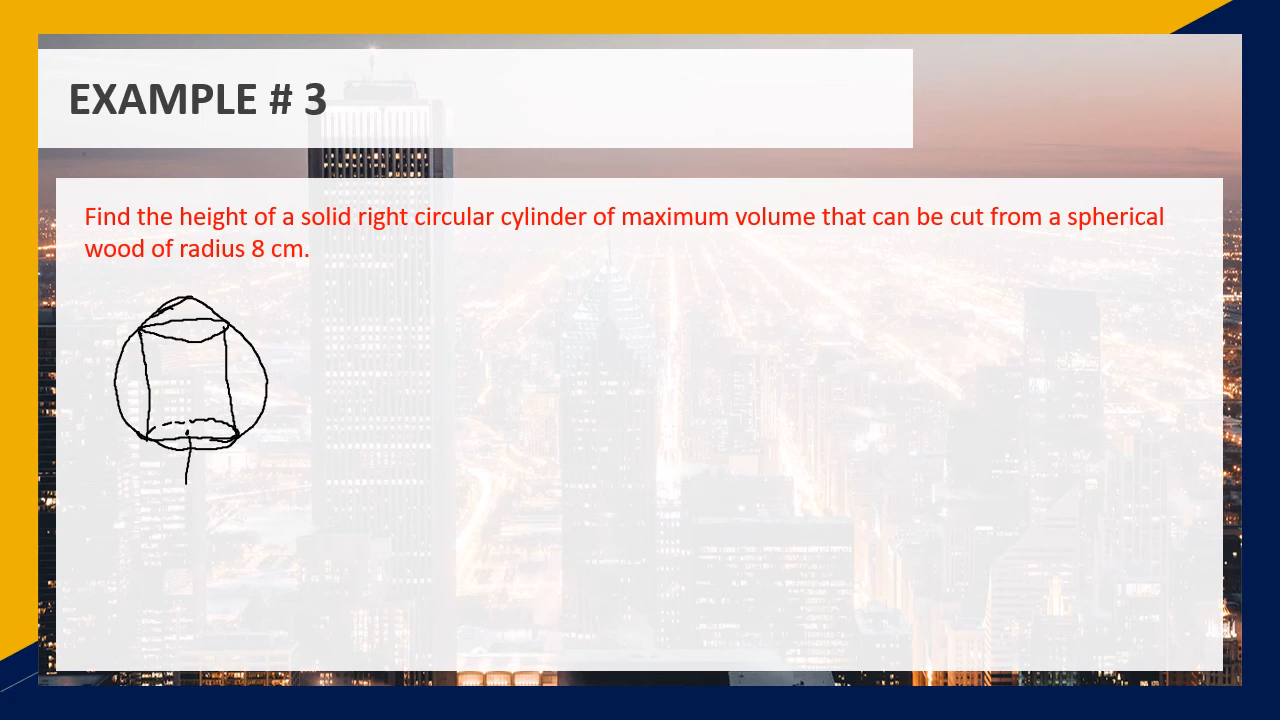 EXAMPLE # 3
Find the height of a solid right circular cylinder of maximum volume that can be cut from a spherical
wood of radius 8 cm.